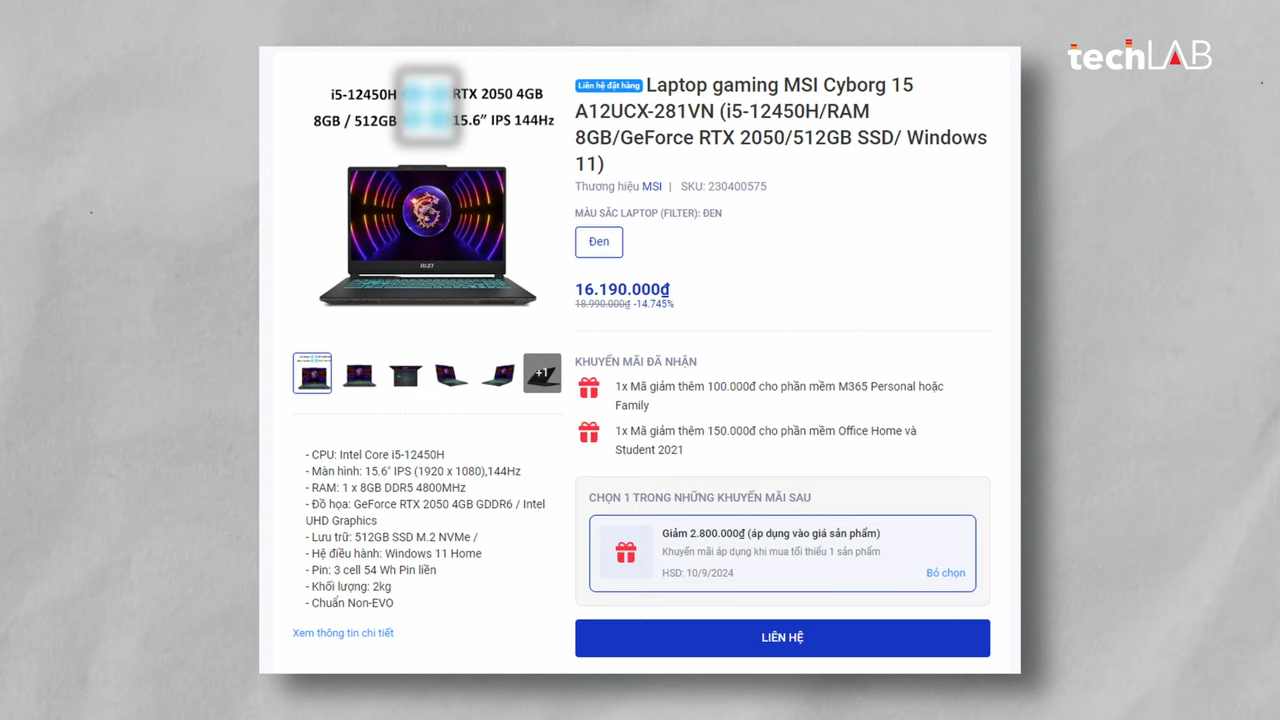 techLAB
i5-12450H
RTX 2050 4GB
8GB / 512GB
15.6” IPS 144Hz
msi
+1
- CPU: Intel Core i5-12450H
- Màn hình: 15.6" IPS (1920 x 1080),144Hz
- RAM: 1 x 8GB DDR5 4800MHz
- Đồ họa: GeForce RTX 2050 4GB GDDR6 / Intel
UHD Graphics
- Lưu trữ: 512GB SSD M.2 NVMe /
- Hệ điều hành: Windows 11 Home
- Pin: 3 cell 54 Wh Pin liền
- Khối lượng: 2kg
- Chuẩn Non-EVO
Xem thông tin chi tiết
Liên hệ đặt hàng Laptop gaming MSI Cyborg 15
A12UCX-281VN (i5-12450H/RAM
8GB/GeForce RTX 2050/512GB SSD/ Windows
11)
Thương hiệu MSI | SKU: 230400575
MÀU SẮC LAPTOP (FILTER): ĐEN
Đen
16.190.000₫
18.990.000₫ -14.745%
KHUYẾN MÃI ĐÃ NHẬN
1x Mã giảm thêm 100.000đ cho phần mềm M365 Personal hoặc
Family
1x Mã giảm thêm 150.000đ cho phần mềm Office Home và
Student 2021
CHỌN 1 TRONG NHỮNG KHUYẾN MÃI SAU
Giảm 2.800.000₫ (áp dụng vào giá sản phẩm)
Khuyến mãi áp dụng khi mua tối thiểu 1 sản phẩm
HSD: 10/9/2024
Bỏ chọn
LIÊN HỆ